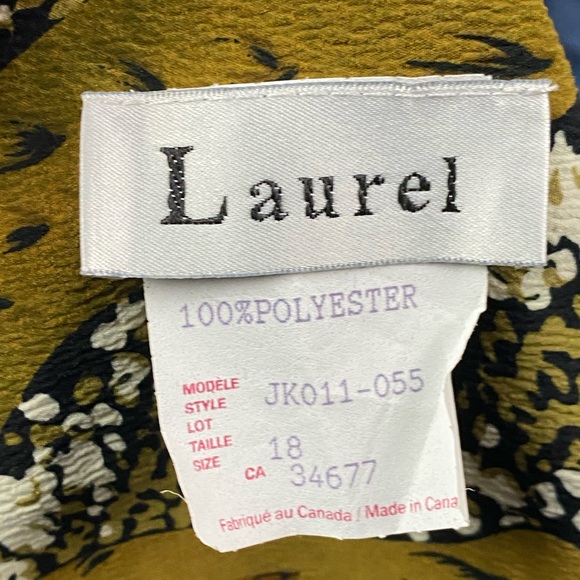 Laurel
100%POLYESTER
MODÈLE
STYLE JK011-055
LOT
TAILLE 18
SIZE CA 34677
Fabriqué au Canada / Made in Cana